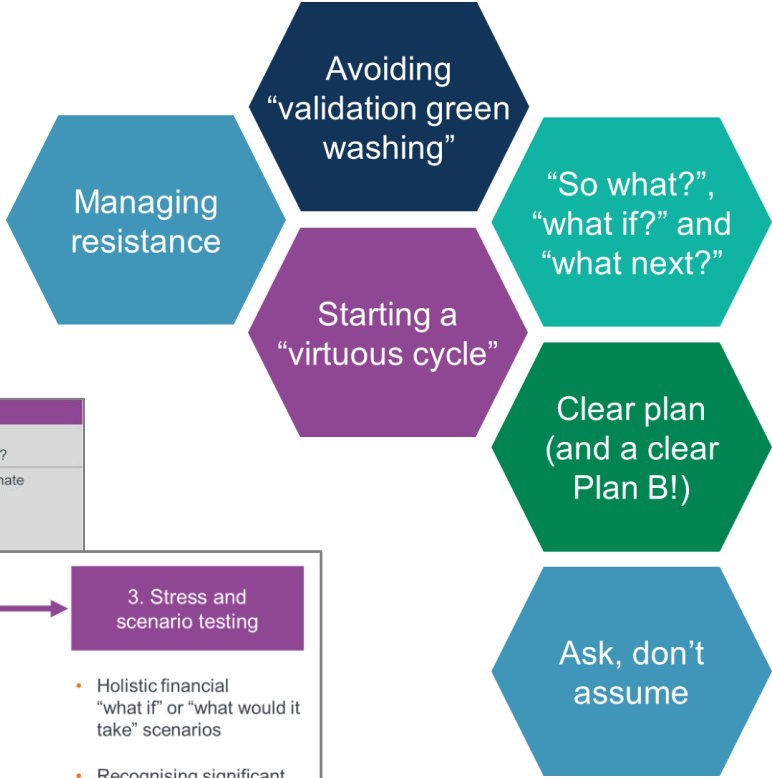 Avoiding
“validation green
washing”
Managing
resistance
“So what?”,
“what if?” and
“what next?”
Starting a
“virtuous cycle”
Clear plan
(and a clear
Plan B!)
?
3. Stress and
scenario testing
Ask, don’t
assume
• Holistic financial
“what if” or “what would it
take” scenarios
• Recognising significant